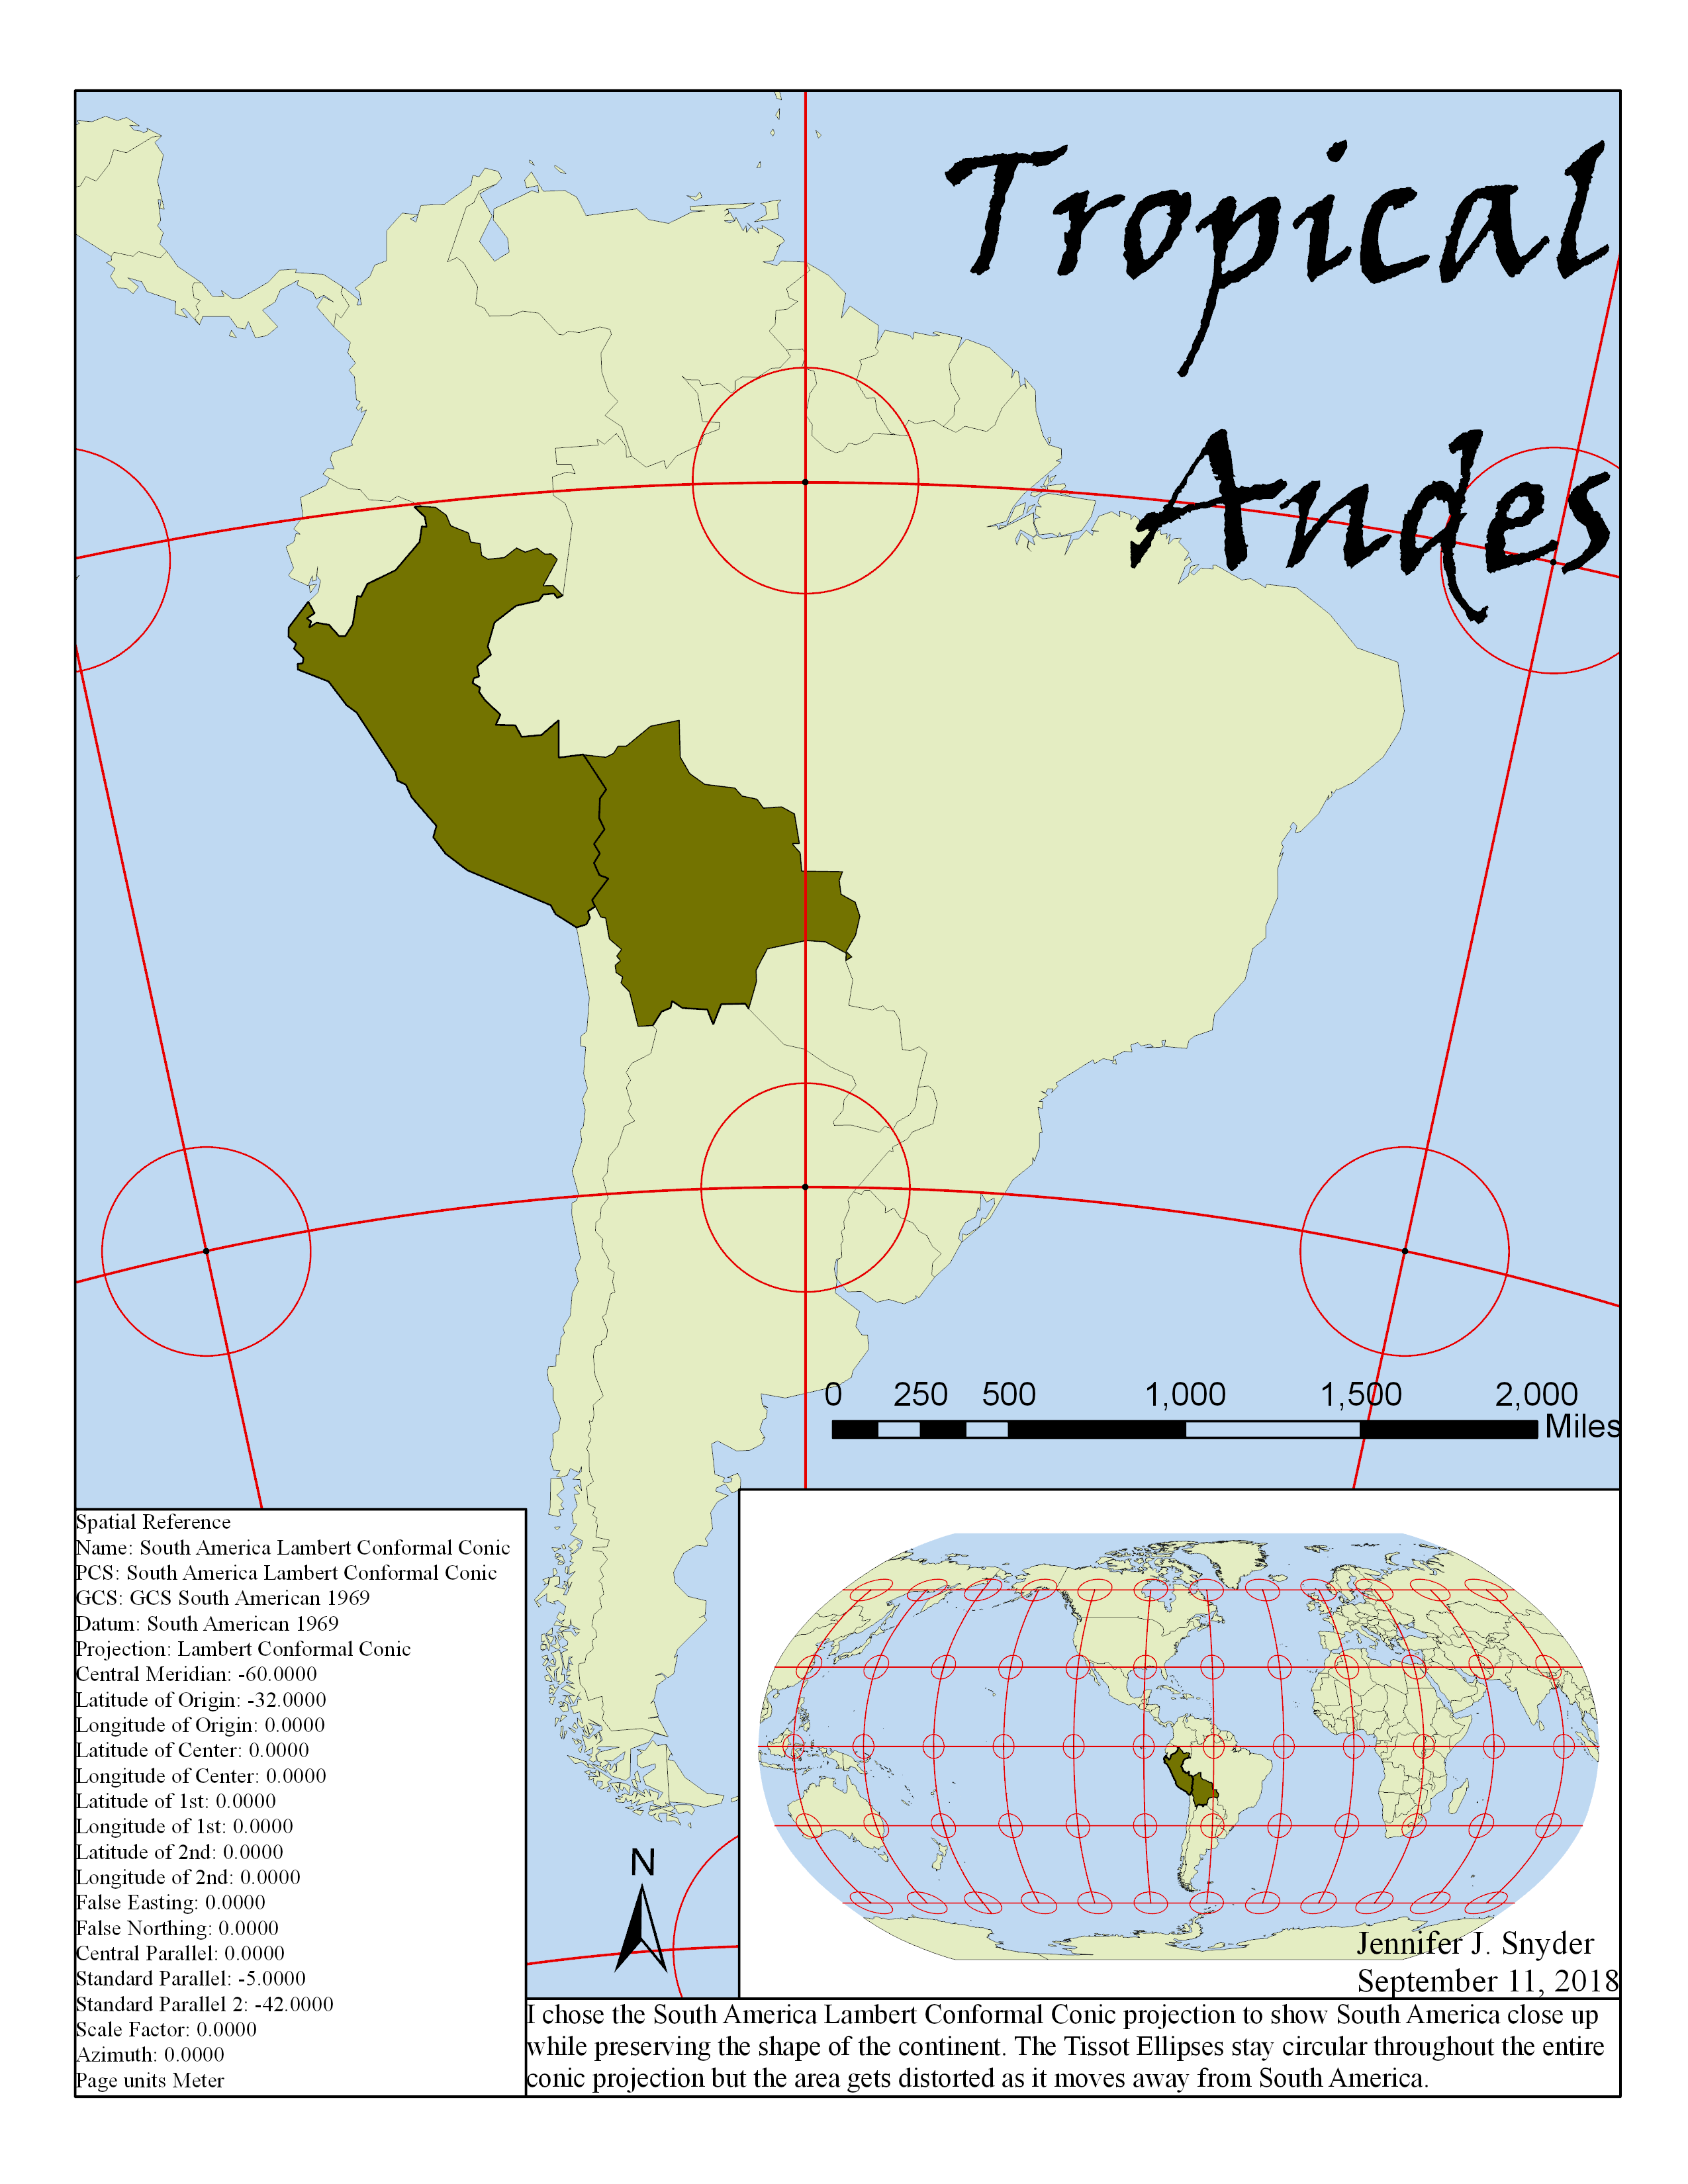 Tropical
Andes
0 250 500 1,000 1,500 2,000
Miles
Spatial Reference
Name: South America Lambert Conformal Conic
PCS: South America Lambert Conformal Conic
GCS: GCS South American 1969
Datum: South American 1969
Projection: Lambert Conformal Conic
Central Meridian: -60.0000
Latitude of Origin: -32.0000
Longitude of Origin: 0.0000
Latitude of Center: 0.0000
Longitude of Center: 0.0000
Latitude of 1st: 0.0000
Longitude of 1st: 0.0000
Latitude of 2nd: 0.0000
Longitude of 2nd: 0.0000
False Easting: 0.0000
False Northing: 0.0000
Central Parallel: 0.0000
Standard Parallel: -5.0000
Standard Parallel 2: -42.0000
Scale Factor: 0.0000
Azimuth: 0.0000
Page units Meter
N
Jennifer J. Snyder
September 11, 2018
I chose the South America Lambert Conformal Conic projection to show South America close up
while preserving the shape of the continent. The Tissot Ellipses stay circular throughout the entire
conic projection but the area gets distorted as it moves away from South America.